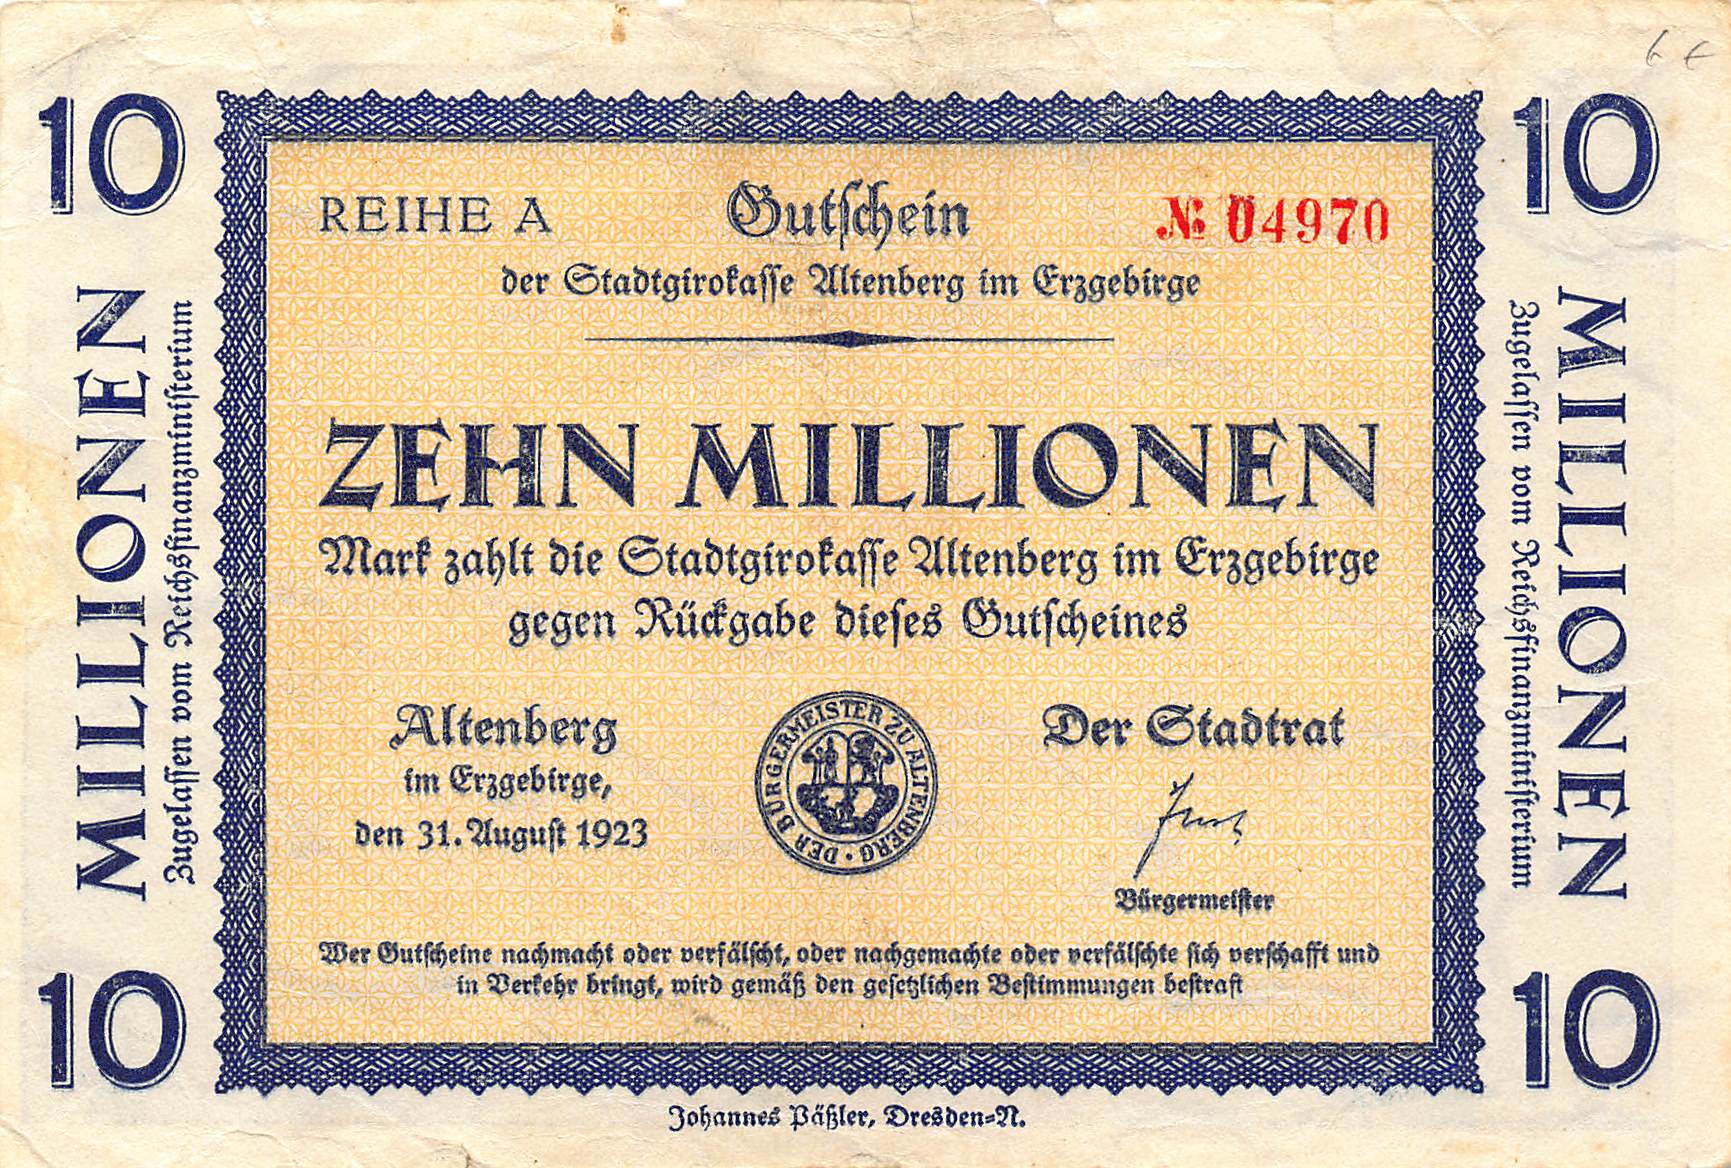 10
10
REIHE A
Gutschein
№ 04970
der Stadtgirokasse Altenberg im Erzgebirge
MILLIONEN
Zugelassen vom Reichsfinanzministerium
Zugelassen vom Reichsfinanzministerium
MILLIONEN
ZEHN MILLIONEN
Mark zahlt die Stadtgirokasse Altenberg im Erzgebirge
gegen Rückgabe dieses Gutscheines
Altenberg
im Erzgebirge,
den 31. August 1923
DER BÜRGERMEISTER ZU ALTENBERG ·
Der Stadtrat
Bürgermeister
Wer Gutscheine nachmacht oder verfälscht, oder nachgemachte oder verfälschte sich verschafft und
in Verkehr bringt, wird gemäß den gesetzlichen Bestimmungen bestraft
10
10
Johannes Päßler, Dresden-N.